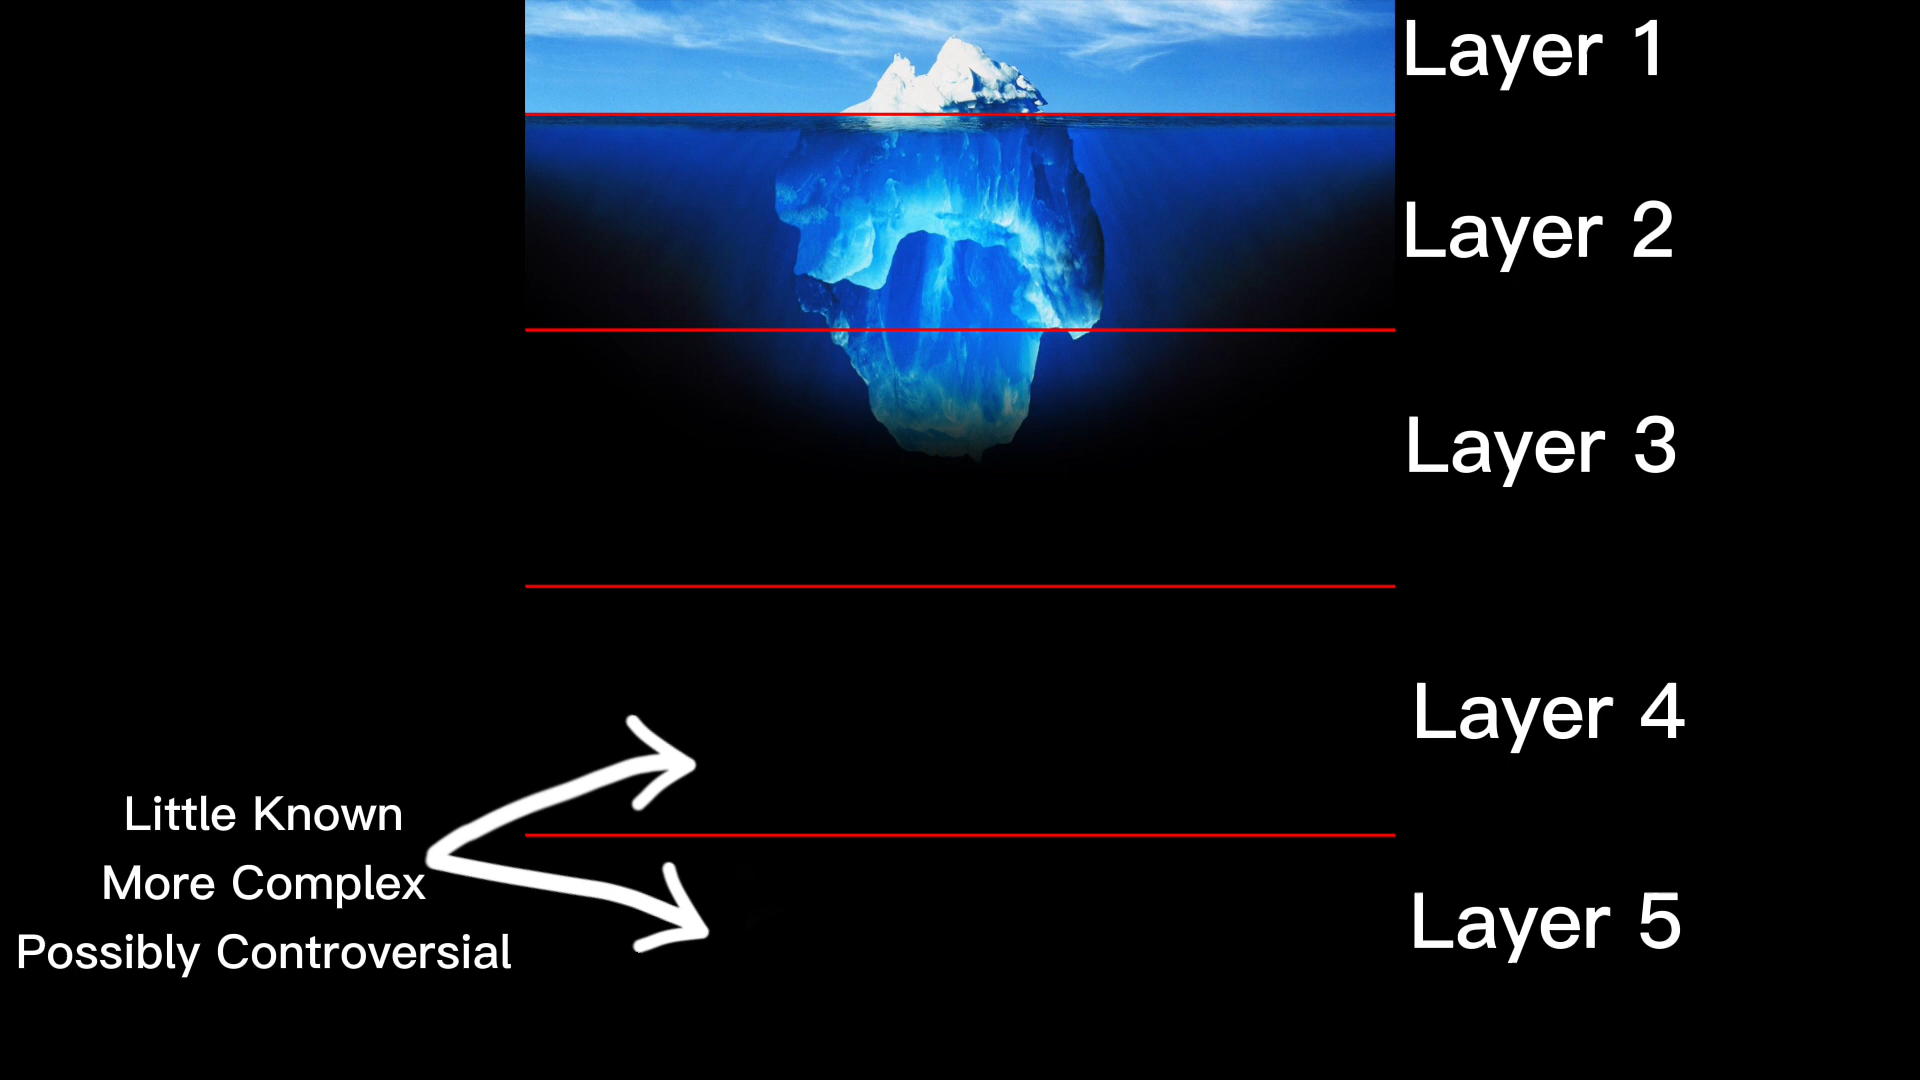 Layer 1
Layer 2
Layer 3
Layer 4
Little Known
More Complex
Possibly Controversial
Layer 5